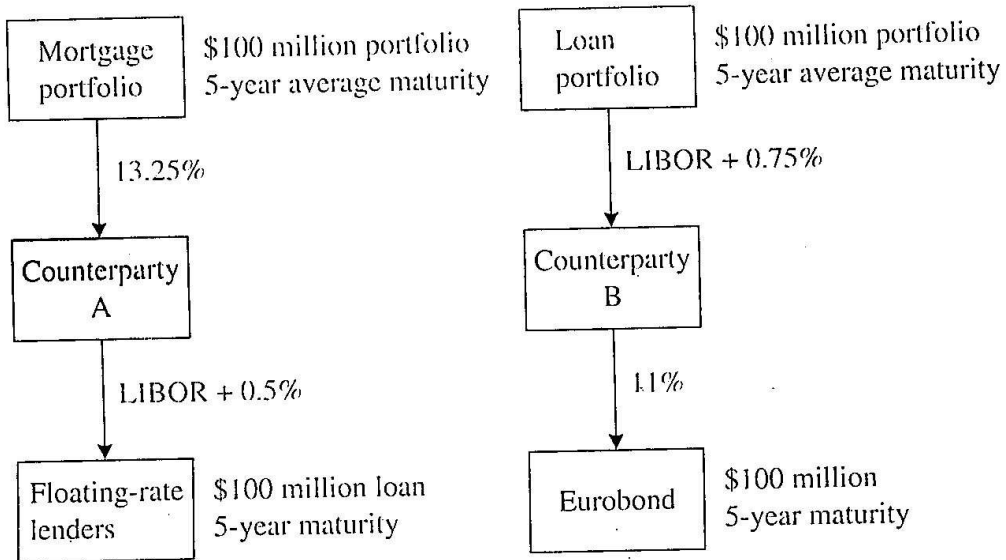 Mortgage
portfolio
$100 million portfolio
5-year average maturity
13.25%
Counterparty
A
LIBOR + 0.5%
Floating-rate
lenders
$100 million loan
5-year maturity
Loan
portfolio
$100 million portfolio
5-year average maturity
LIBOR + 0.75%
Counterparty
B
11%
Eurobond
$100 million
5-year maturity